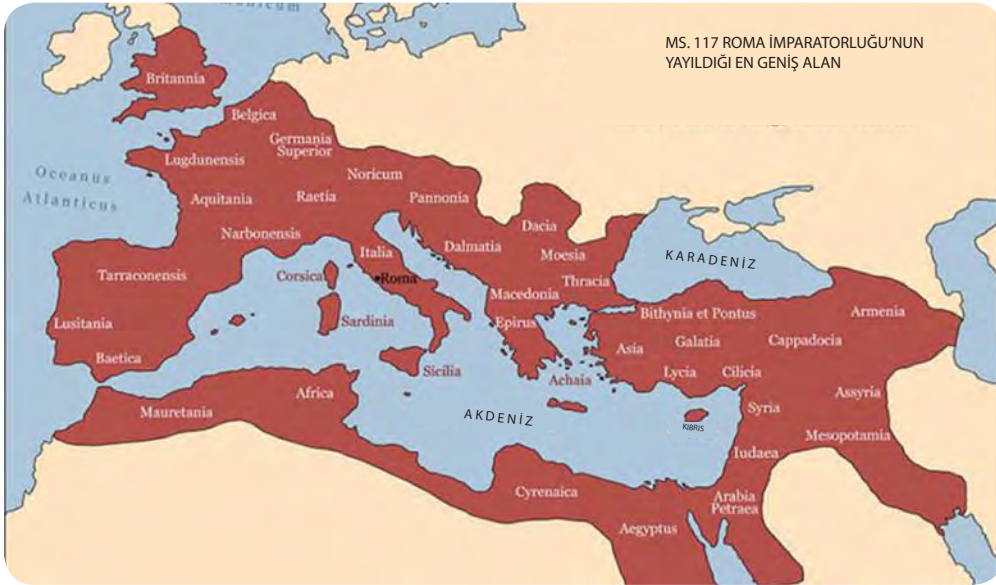 MS. 117 ROMA İMPARATORLUĞU'NUN
YAYILDIĞI EN GENİŞ ALAN
Britannia
Belgica
Germania
Superior
Lugdunensis
Noricum
Oceanus
Atlanticus
Aquitania
Raetia
Pannonia
Dacia
Narbonensis
Italia
Dalmatia
Moesia
KARADENİZ
Tarraconensis
Corsica
Roma
Thracia
Macedonia
Bithynia et Pontus
Armenia
Lusitania
Sardinia
Epirus
Asia
Galatia
Cappadocia
Baetica
Sicilia
Achaia
Lycia
Cilicia
Mauretania
Africa
AKDENİZ
KIBRIS
Syria
Assyria
Mesopotamia
Iudaea
Cyrenaica
Arabia
Petraea
Aegyptus